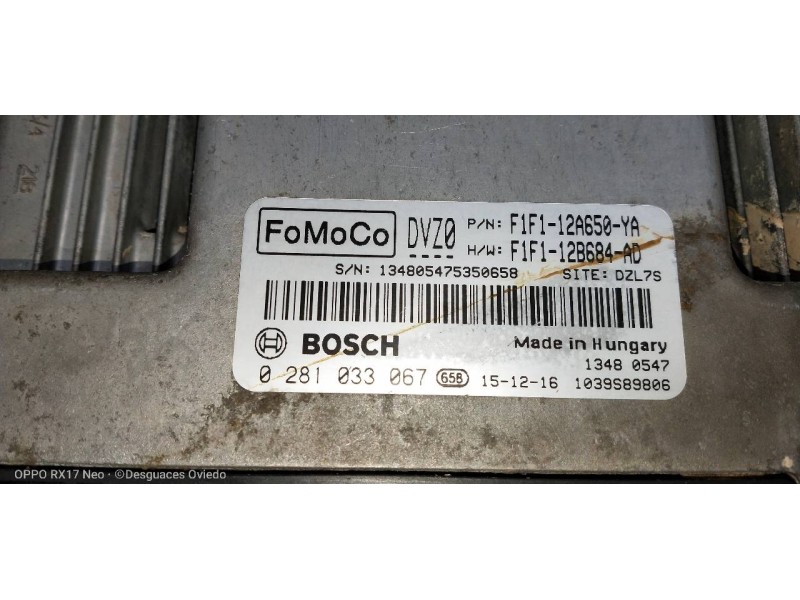 FoMoCo DVZ0 P/N: F1F1-12A650-YA
H/W: F1F1-12B684-AD
S/N: 134805475350658 SITE: DZL7S
BOSCH Made in Hungary
1348 0547
0 281 033 067 65B 15-12-16 1039S89806
OPPO RX17 Neo · ©Desguaces Oviedo